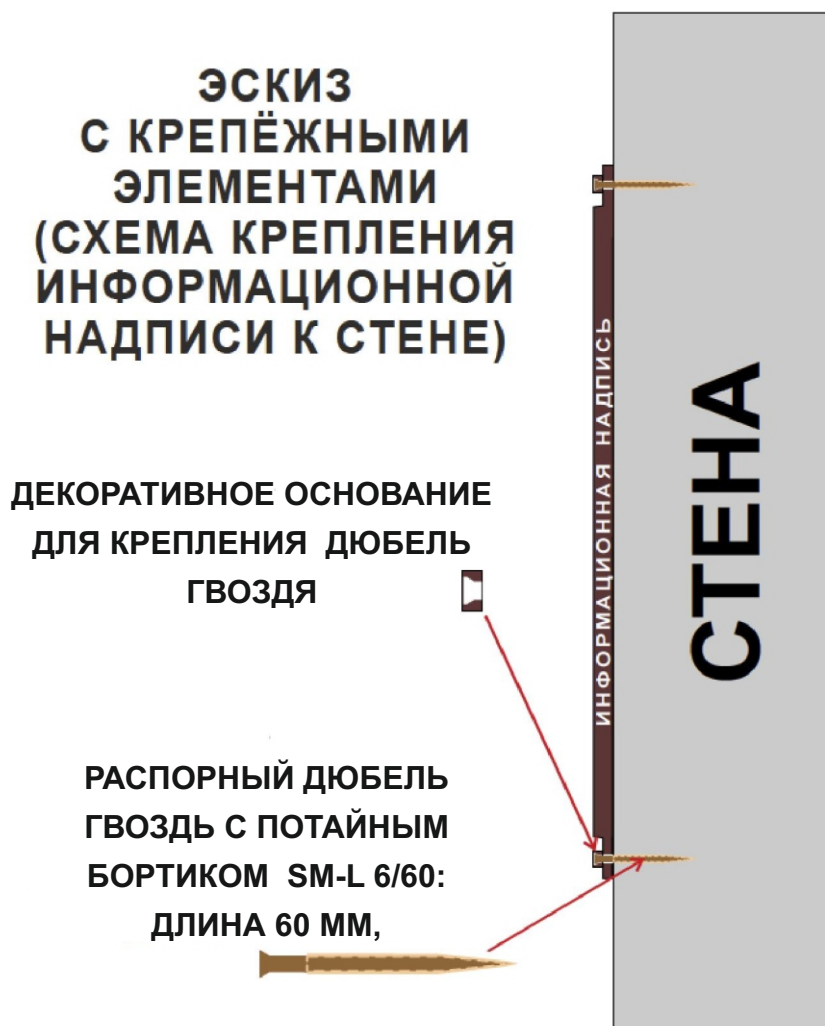 ЭСКИЗ
С КРЕПЁЖНЫМИ
ЭЛЕМЕНТАМИ
(СХЕМА КРЕПЛЕНИЯ
ИНФОРМАЦИОННОЙ
НАДПИСИ К СТЕНЕ)
ДЕКОРАТИВНОЕ ОСНОВАНИЕ
ДЛЯ КРЕПЛЕНИЯ ДЮБЕЛЬ
ГВОЗДЯ
РАСПОРНЫЙ ДЮБЕЛЬ
ГВОЗДЬ С ПОТАЙНЫМ
БОРТИКОМ SM-L 6/60:
ДЛИНА 60 ММ,
ИНФОРМАЦИОННАЯ НАДПИСЬ
СТЕНА